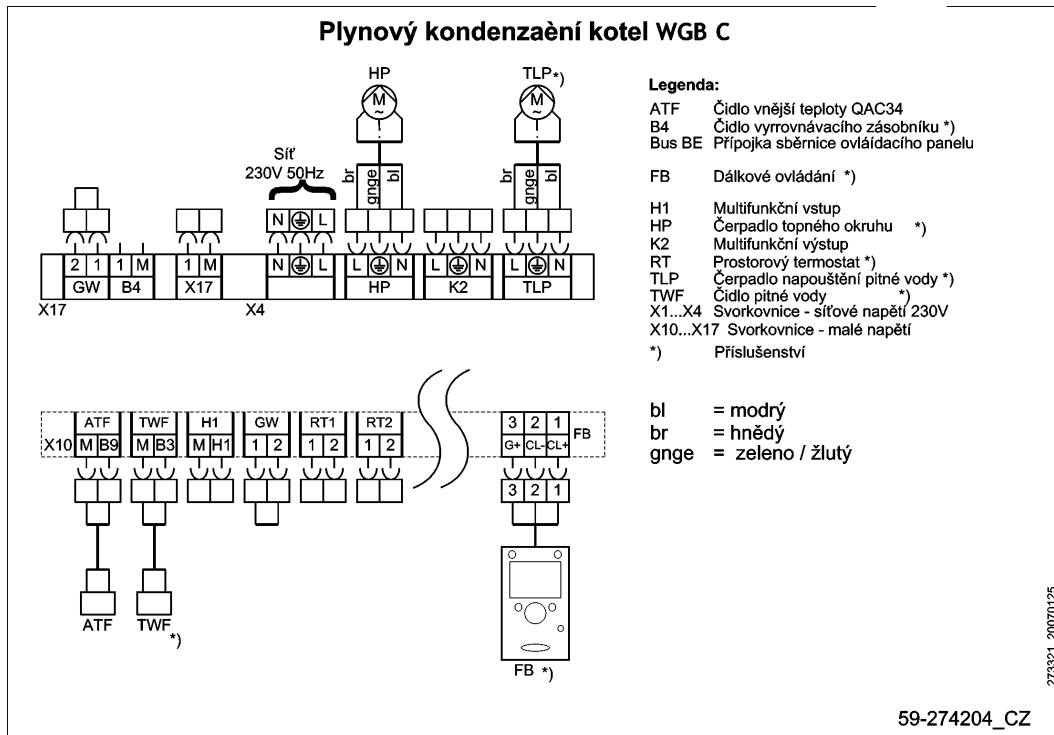 Plynový kondenzaèní kotel WGB C
HP
TLP *)
M
~
M
~
Síť
230V 50Hz
br
gnge
bl
br
gnge
bl
N L
2 1 1 M 1 M N L L N L N L N
GW B4 X17 HP K2 TLP
X17 X4
Legenda:
ATF Čidlo vnější teploty QAC34
B4 Čidlo vyrrovnávacího zásobníku *)
Bus BE Přípojka sběrnice ovláídacího panelu
FB Dálkové ovládání *)
H1 Multifunkční vstup
HP Čerpadlo topného okruhu *)
K2 Multifunkční výstup
RT Prostorový termostat *)
TLP Čerpadlo napouštění pitné vody *)
TWF Čidlo pitné vody *)
X1...X4 Svorkovnice - síťové napětí 230V
X10...X17 Svorkovnice - malé napětí
*) Příslušenství
bl = modrý
br = hnědý
gnge = zeleno / žlutý
ATF TWF H1 GW RT1 RT2 3 2 1
X10 M B9 M B3 M H1 1 2 1 2 1 2 G+ CL- CL+ FB
3 2 1
ATF TWF *)
FB *)
273321_20070125
59-274204_CZ